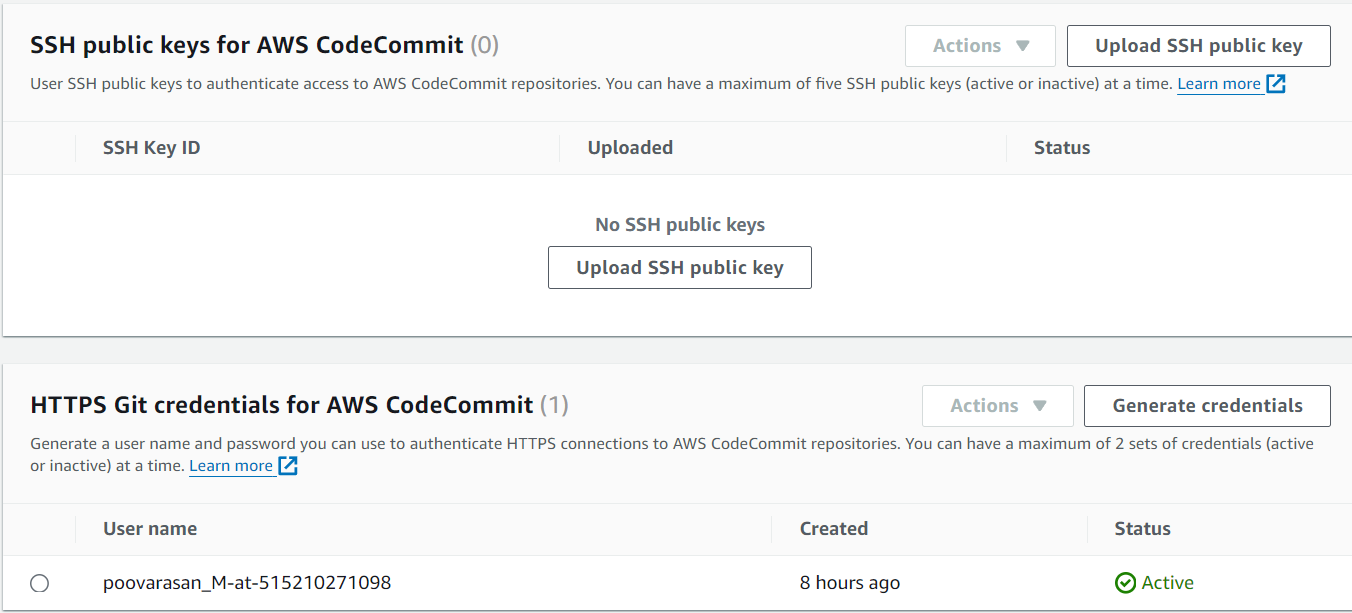 SSH public keys for AWS CodeCommit (0)
Actions
Upload SSH public key
User SSH public keys to authenticate access to AWS CodeCommit repositories. You can have a maximum of five SSH public keys (active or inactive) at a time. Learn more
SSH Key ID
Uploaded
Status
No SSH public keys
Upload SSH public key
HTTPS Git credentials for AWS CodeCommit (1)
Actions
Generate credentials
Generate a user name and password you can use to authenticate HTTPS connections to AWS CodeCommit repositories. You can have a maximum of 2 sets of credentials (active
or inactive) at a time. Learn more
User name
Created
Status
poovarasan_M-at-515210271098
8 hours ago
Active